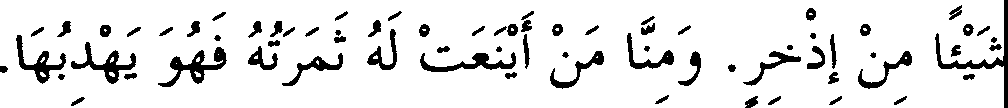 شَيْئًا مِنْ إِذْخِرٍ. وَمِنَّا مَنْ أَيْنَعَتْ لَهُ ثَمَرَتُهُ فَهُوَ يَهْدِبُهَا.